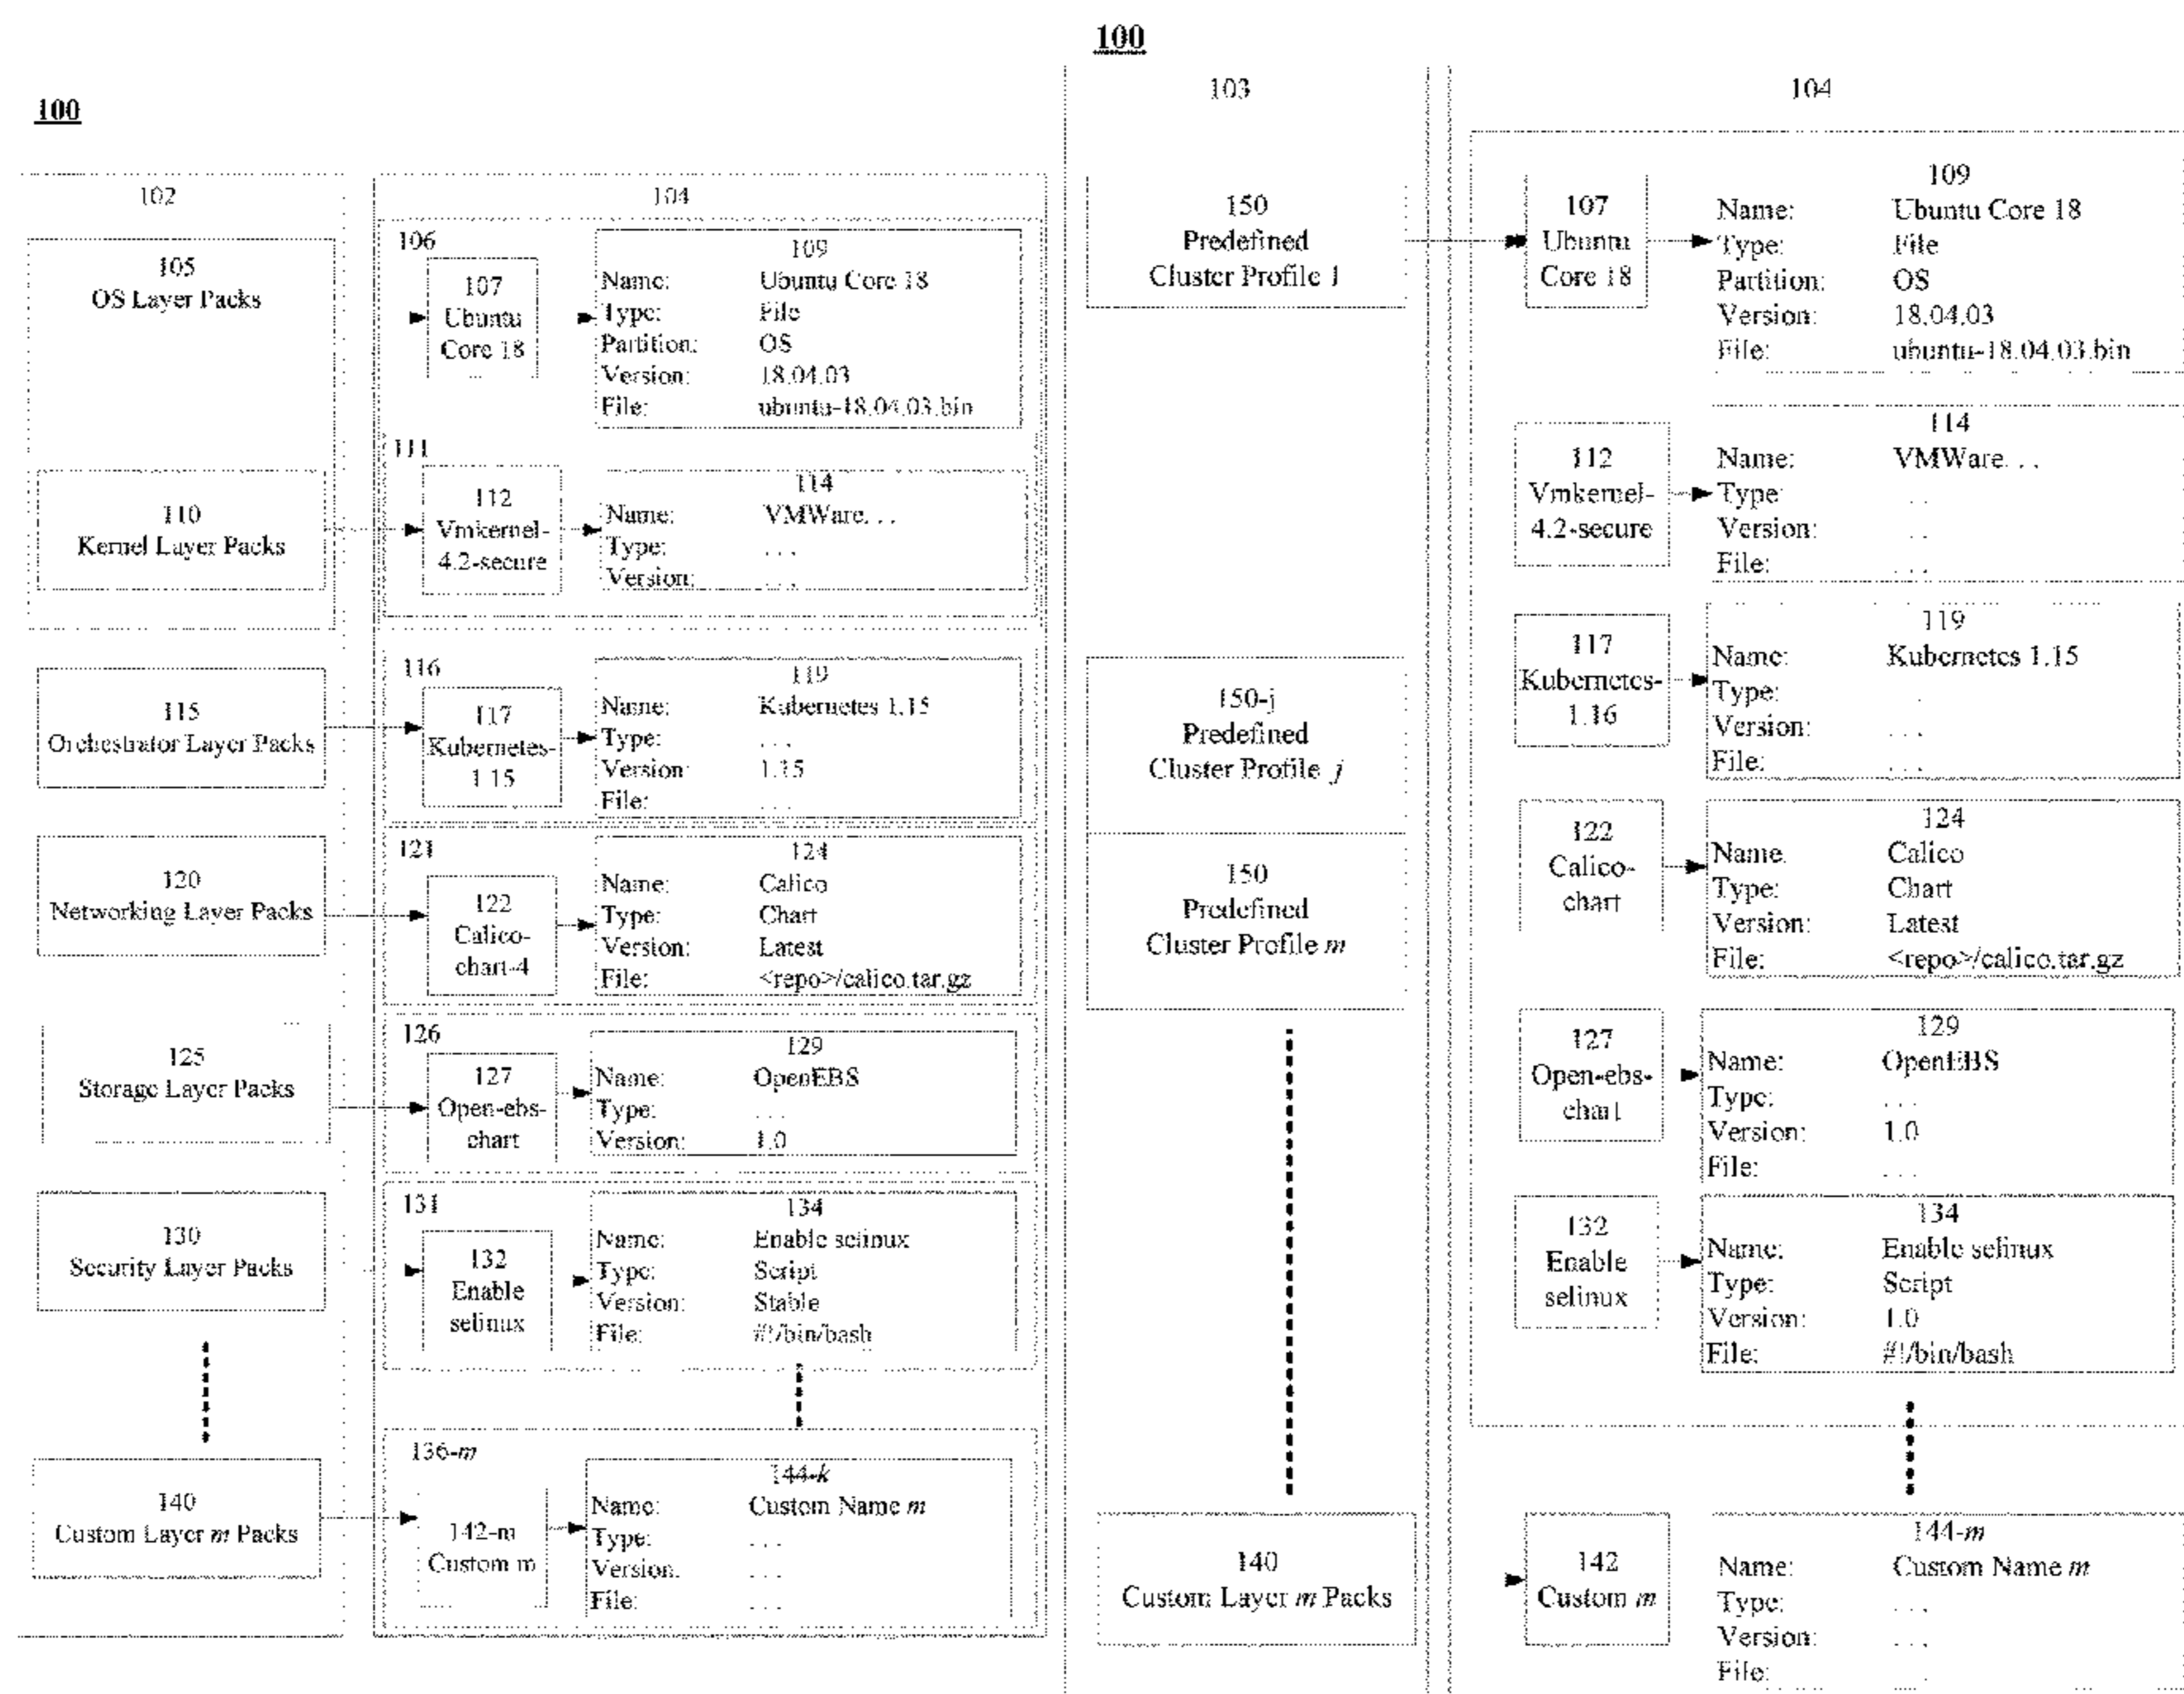 100
102
105
OS Layer Packs
110
Kernel Layer Packs
115
Orchestrator Layer Packs
120
Networking Layer Packs
125
Storage Layer Packs
130
Security Layer Packs
140
Custom Layer m Packs
104
106
107
Ubuntu
Core 18
109
Name: Ubuntu Core 18
Type: File
Partition: OS
Version: 18.04.03
File: ubuntu-18.04.03.bin
111
112
Vmkernel-
4.2-secure
114
Name: VMWare. . .
Type: . . .
Version: . . .
116
117
Kubernetes-
1.15
119
Name: Kubernetes 1.15
Type: . . .
Version: 1.15
File: . . .
121
122
Calico-
chart-4
124
Name: Calico
Type: Chart
Version: Latest
File: <repo>/calico.tar.gz
126
127
Open-ebs-
chart
129
Name: OpenEBS
Type: . . .
Version: 1.0
131
132
Enable
selinux
134
Name: Enable selinux
Type: Script
Version: Stable
File: #!/bin/bash
136-m
142-m
Custom m
144-k
Name: Custom Name m
Type: . . .
Version: . . .
File: . . .
100
103
150
Predefined
Cluster Profile 1
150-j
Predefined
Cluster Profile j
150
Predefined
Cluster Profile m
140
Custom Layer m Packs
104
107
Ubuntu
Core 18
109
Name: Ubuntu Core 18
Type: File
Partition: OS
Version: 18.04.03
File: ubuntu-18.04.03.bin
112
Vmkernel-
4.2-secure
114
Name: VMWare. . .
Type: . .
Version: . .
File: . . .
117
Kubernetes-
1.16
119
Name: Kubernetes 1.15
Type: .
Version: . . .
File: . . .
122
Calico-
chart
124
Name. Calico
Type: Chart
Version: Latest
File: <repo>/calico.tar.gz
127
Open-ebs-
chart
129
Name: OpenEBS
Type: . . .
Version: 1.0
File: . . .
132
Enable
selinux
134
Name: Enable selinux
Type: Script
Version: 1.0
File: #!/bin/bash
142
Custom m
144-m
Name: Custom Name m
Type: . . .
Version: . . .
File: .